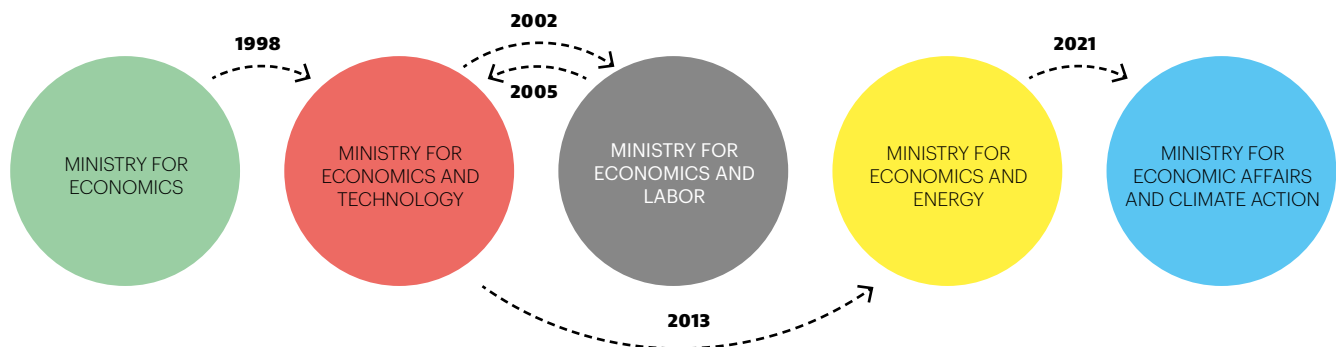 1998
2002
2005
2021
MINISTRY FOR
ECONOMICS
MINISTRY FOR
ECONOMICS AND
TECHNOLOGY
MINISTRY FOR
ECONOMICS AND
LABOR
MINISTRY FOR
ECONOMICS AND
ENERGY
MINISTRY FOR
ECONOMIC AFFAIRS
AND CLIMATE ACTION
2013